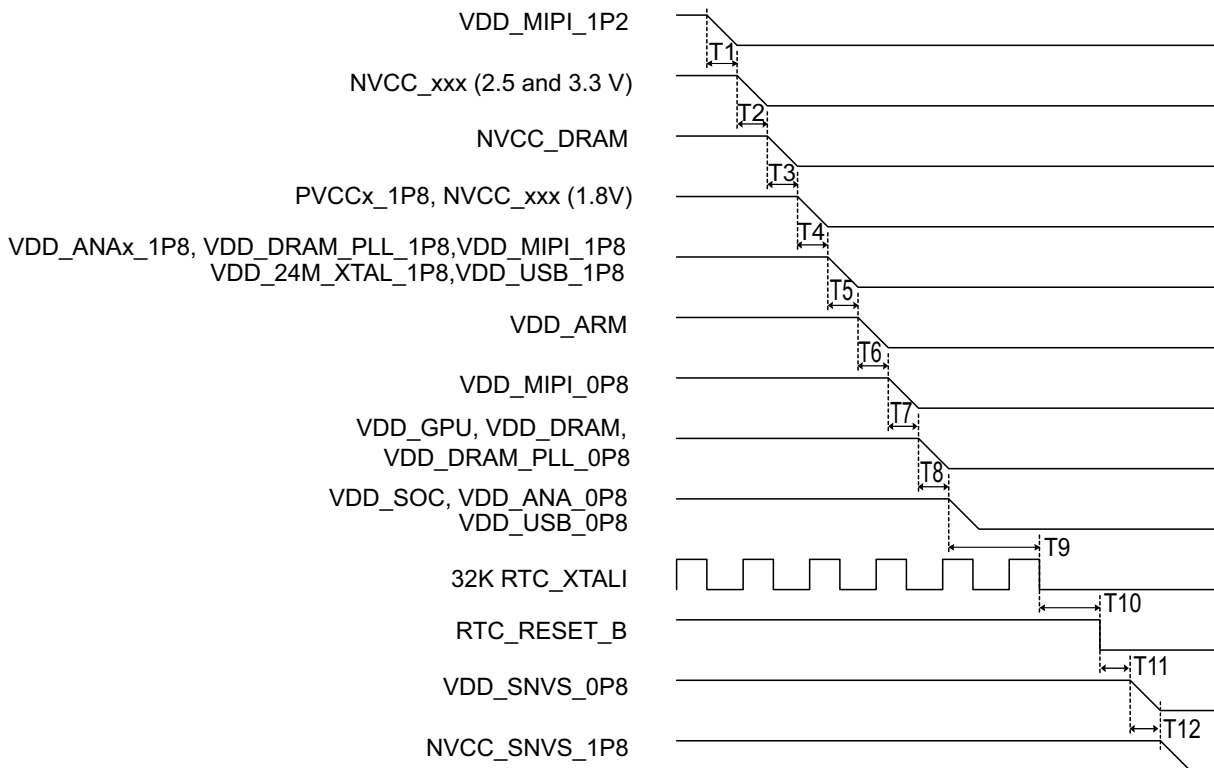 VDD_MIPI_1P2
T1
NVCC_xxx (2.5 and 3.3 V)
T2
NVCC_DRAM
T3
PVCCx_1P8, NVCC_xxx (1.8V)
T4
VDD_ANAx_1P8, VDD_DRAM_PLL_1P8,VDD_MIPI_1P8
VDD_24M_XTAL_1P8,VDD_USB_1P8
T5
VDD_ARM
T6
VDD_MIPI_0P8
T7
VDD_GPU, VDD_DRAM,
VDD_DRAM_PLL_0P8
T8
VDD_SOC, VDD_ANA_0P8
VDD_USB_0P8
T9
32K RTC_XTALI
T10
RTC_RESET_B
T11
VDD_SNVS_0P8
T12
NVCC_SNVS_1P8